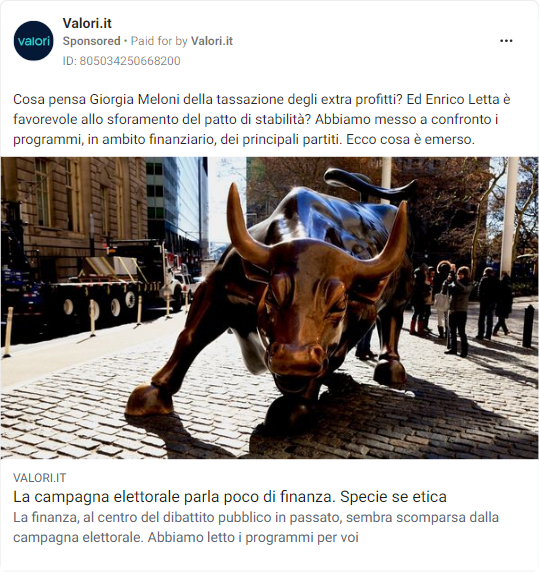 valori
Valori.it
Sponsored • Paid for by Valori.it
ID: 805034250668200
Cosa pensa Giorgia Meloni della tassazione degli extra profitti? Ed Enrico Letta è
favorevole allo sforamento del patto di stabilità? Abbiamo messo a confronto i
programmi, in ambito finanziario, dei principali partiti. Ecco cosa è emerso.
VALORI.IT
La campagna elettorale parla poco di finanza. Specie se etica
La finanza, al centro del dibattito pubblico in passato, sembra scomparsa dalla
campagna elettorale. Abbiamo letto i programmi per voi